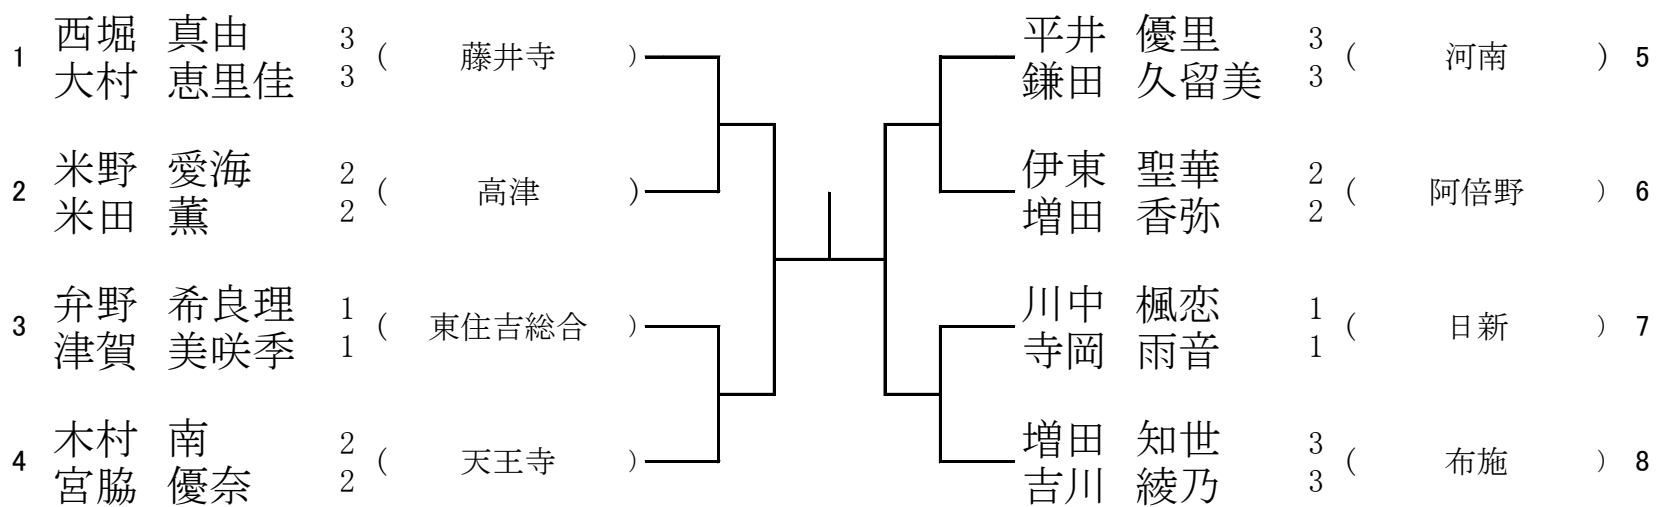 1 西堀 真由 3 ( 藤井寺 )
大村 恵里佳 3
2 米野 愛海 2 ( 高津 )
米田 薫 2
3 弁野 希良理 1 ( 東住吉総合 )
津賀 美咲季 1
4 木村 南 2 ( 天王寺 )
宮脇 優奈 2
平井 優里 3 ( 河南 ) 5
鎌田 久留美 3
伊東 聖華 2 ( 阿倍野 ) 6
増田 香弥 2
川中 楓恋 1 ( 日新 ) 7
寺岡 雨音 1
増田 知世 3 ( 布施 ) 8
吉川 綾乃 3